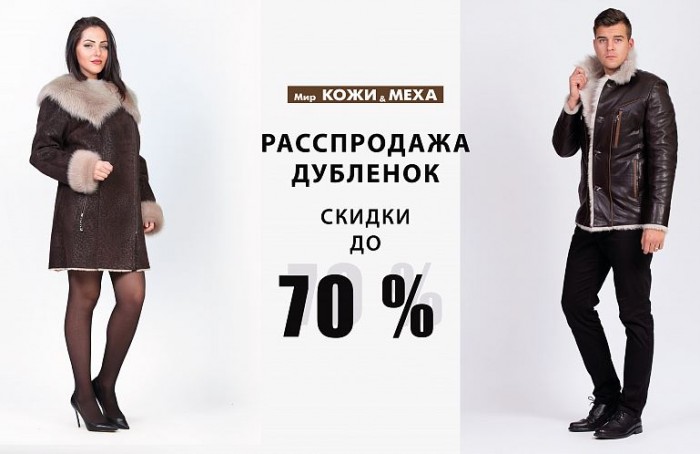 Мир КОЖИ & МЕХА
РАССПРОДАЖА
ДУБЛЕНОК
СКИДКИ
ДО
70 %